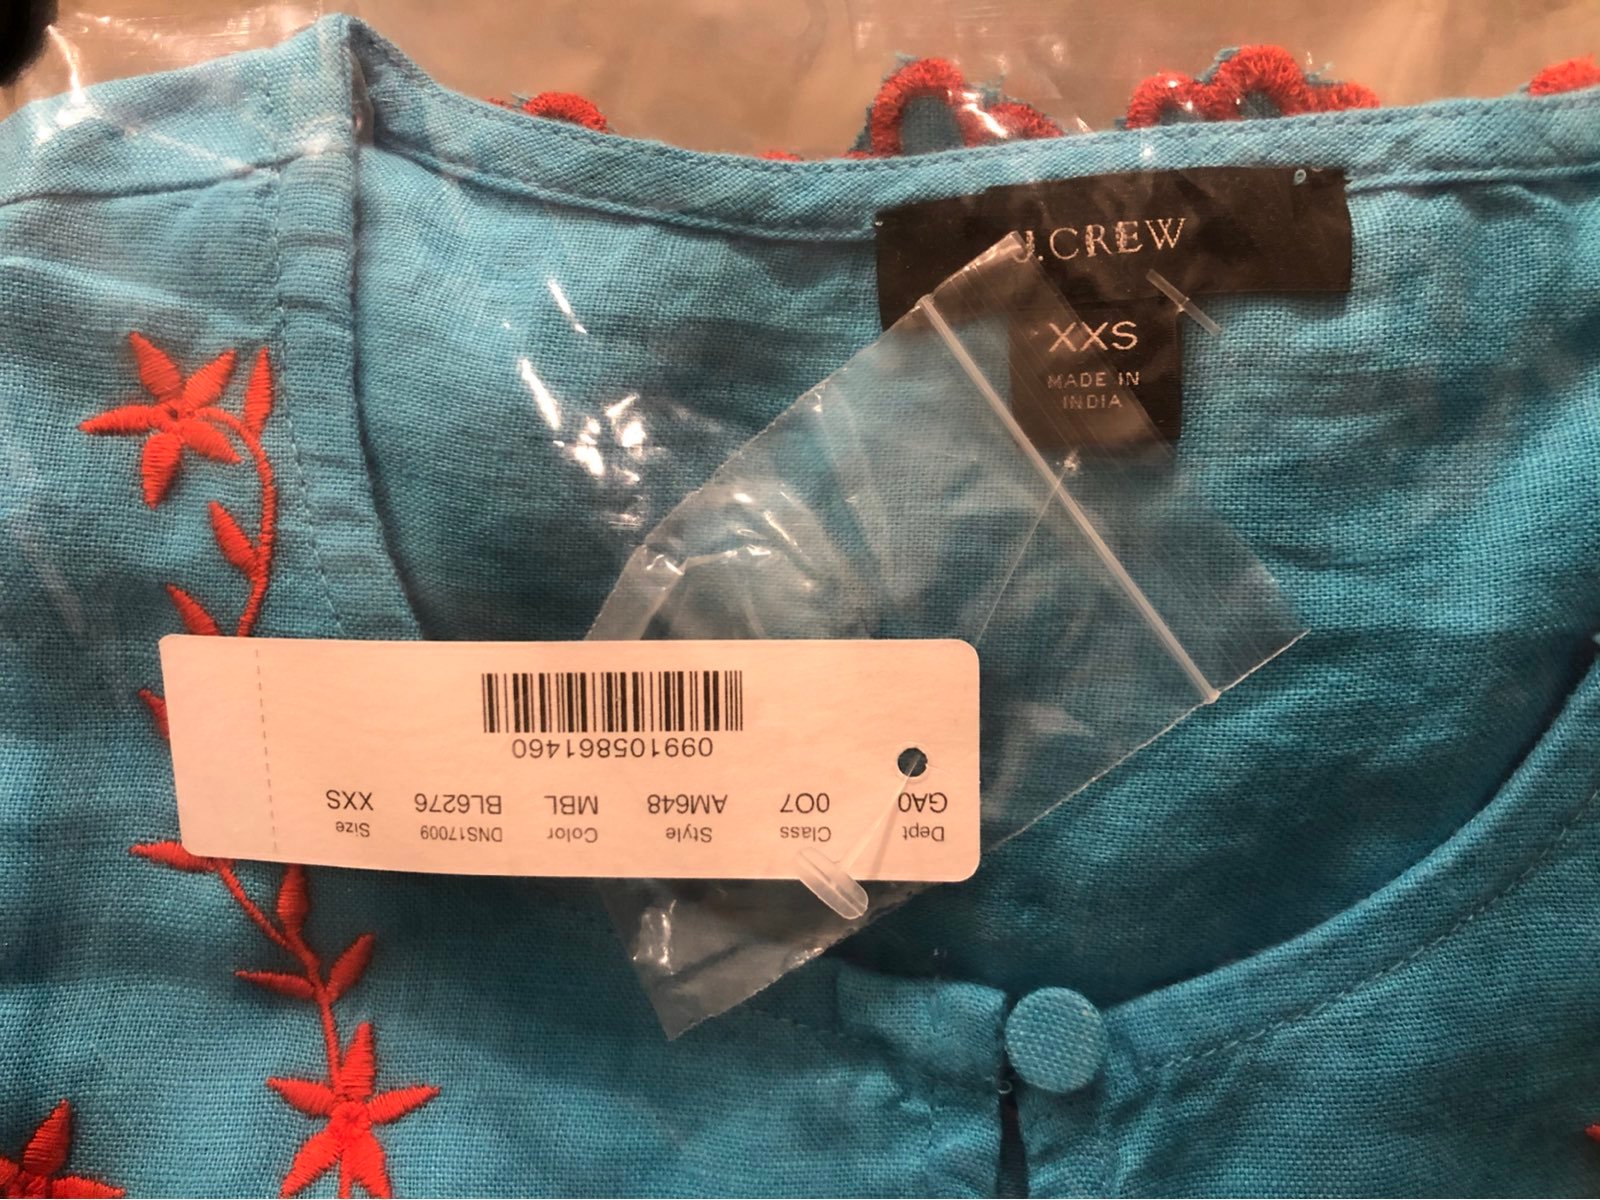 J.CREW
XXS
MADE IN
INDIA
Dept Class Style Color DNS17009 Size
GA0 007 AM648 MBL BL6276 XXS
099105861460